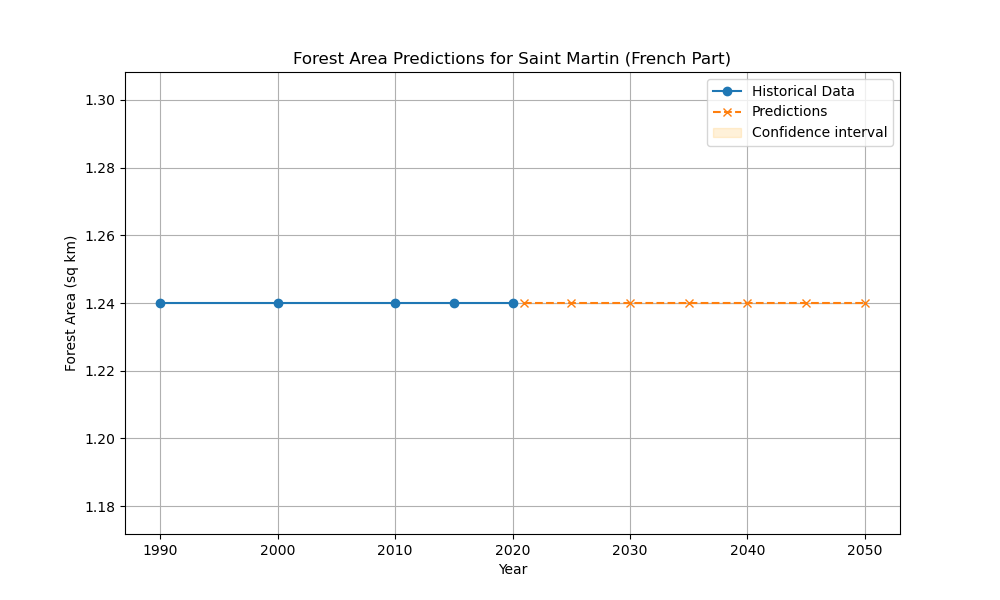 Forest Area Predictions for Saint Martin (French Part)
Historical Data
Predictions
Confidence interval
Forest Area (sq km)
1.30
1.28
1.26
1.24
1.22
1.20
1.18
1990 2000 2010 2020 2030 2040 2050
Year